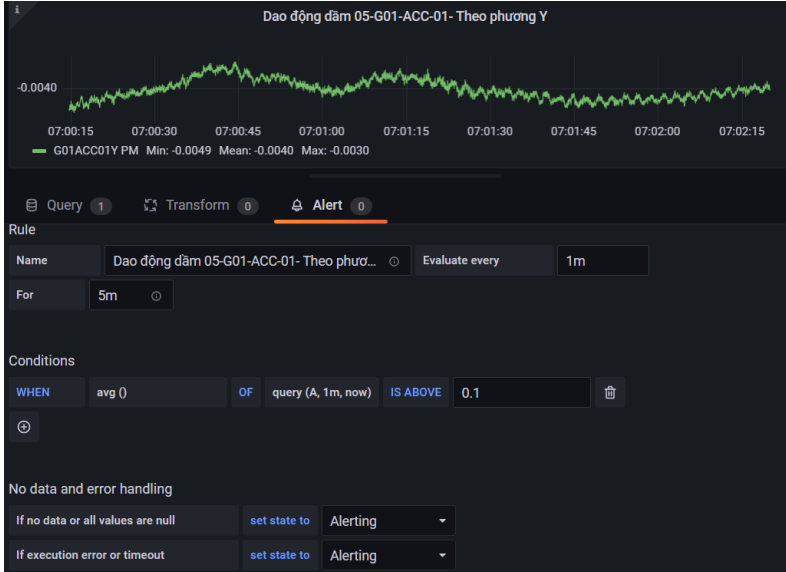 i
Dao động dầm 05-G01-ACC-01- Theo phương Y
-0.0040
07:00:15 07:00:30 07:00:45 07:01:00 07:01:15 07:01:30 07:01:45 07:02:00 07:02:15
G01ACC01Y PM Min: -0.0049 Mean: -0.0040 Max: -0.0030
Query 1 Transform 0 Alert 0
Rule
Name Dao động dầm 05-G01-ACC-01- Theo phươ... Evaluate every 1m
For 5m
Conditions
WHEN avg () OF query (A, 1m, now) IS ABOVE 0.1
No data and error handling
If no data or all values are null set state to Alerting
If execution error or timeout set state to Alerting